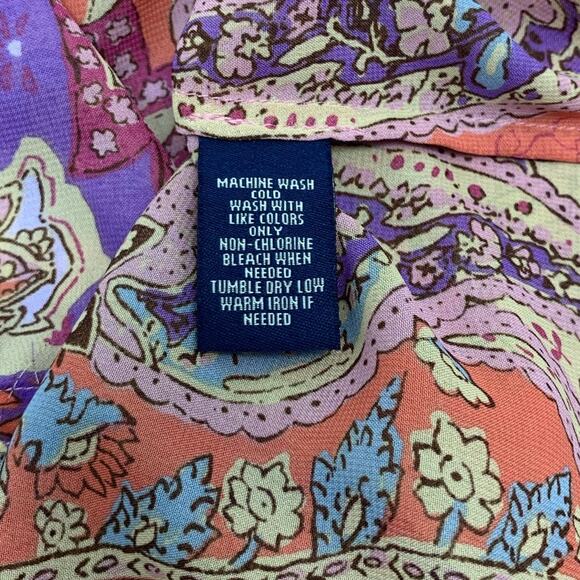 MACHINE WASH
COLD
WASH WITH
LIKE COLORS
ONLY
NON-CHLORINE
BLEACH WHEN
NEEDED
TUMBLE DRY LOW
WARM IRON IF
NEEDED